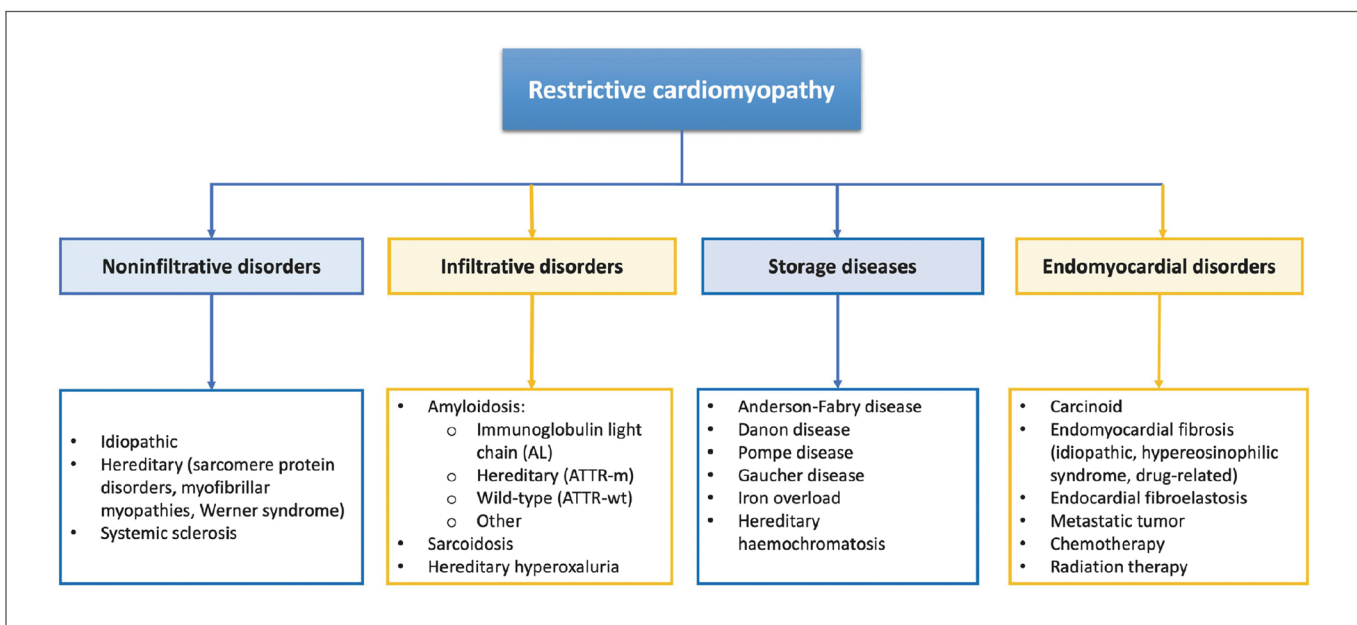 Restrictive cardiomyopathy
Noninfiltrative disorders
Infiltrative disorders
Storage diseases
Endomyocardial disorders
• Idiopathic
• Hereditary (sarcomere protein
disorders, myofibrillar
myopathies, Werner syndrome)
• Systemic sclerosis
• Amyloidosis:
o Immunoglobulin light
chain (AL)
o Hereditary (ATTR-m)
o Wild-type (ATTR-wt)
o Other
• Sarcoidosis
• Hereditary hyperoxaluria
• Anderson-Fabry disease
• Danon disease
• Pompe disease
• Gaucher disease
• Iron overload
• Hereditary
haemochromatosis
• Carcinoid
• Endomyocardial fibrosis
(idiopathic, hypereosinophilic
syndrome, drug-related)
• Endocardial fibroelastosis
• Metastatic tumor
• Chemotherapy
• Radiation therapy